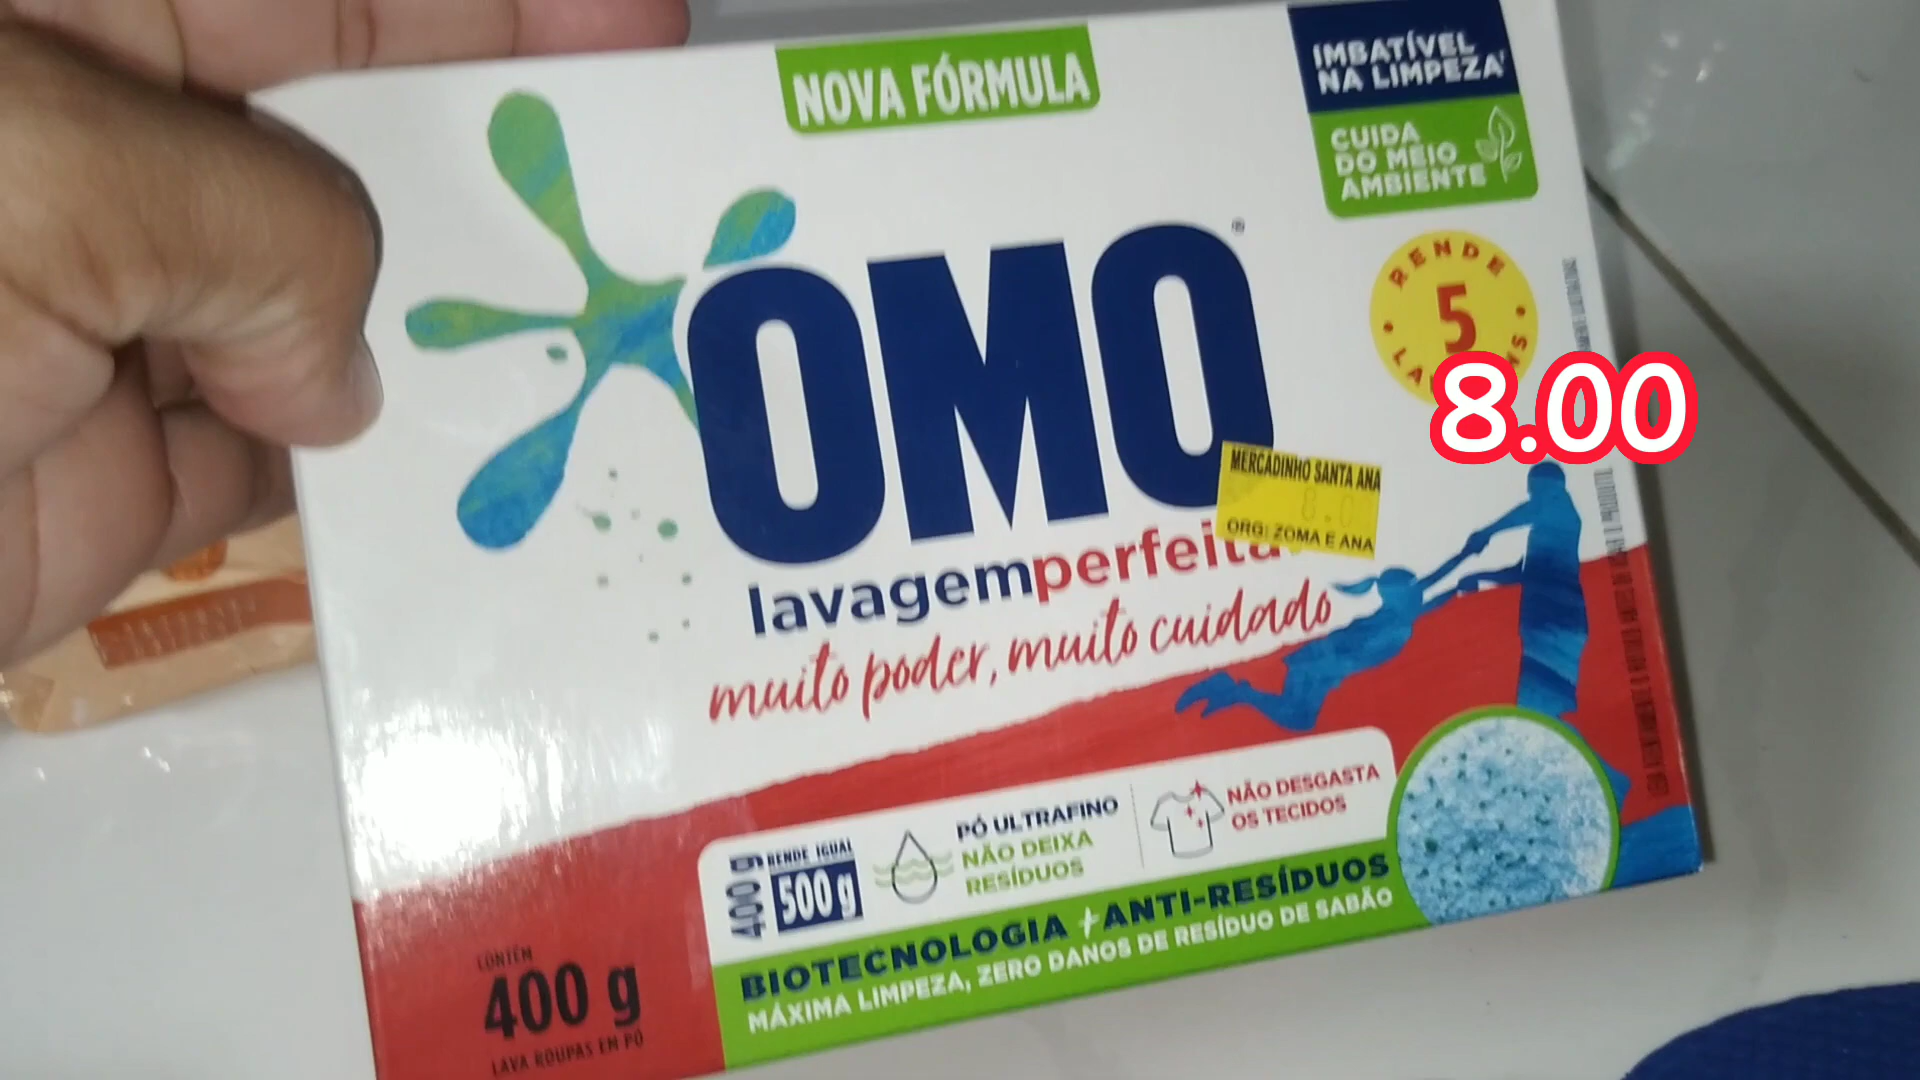 NOVA FÓRMULA
IMBATÍVEL
NA LIMPEZA
CUIDA
DO MEIO
AMBIENTE
RENDE
5
8.00
OMO
MERCADINHO SANTA ANA
8.0
ORG: ZOMA E ANA
lavagemperfeita
muito poder, muito cuidado
400 g
RENDE IGUAL
500 g
PÓ ULTRAFINO
NÃO DEIXA
RESÍDUOS
NÃO DESGASTA
OS TECIDOS
BIOTECNOLOGIA + ANTI-RESÍDUOS
MÁXIMA LIMPEZA, ZERO DANOS DE RESÍDUO DE SABÃO
CONTÉM
400 g
LAVA ROUPAS EM PÓ